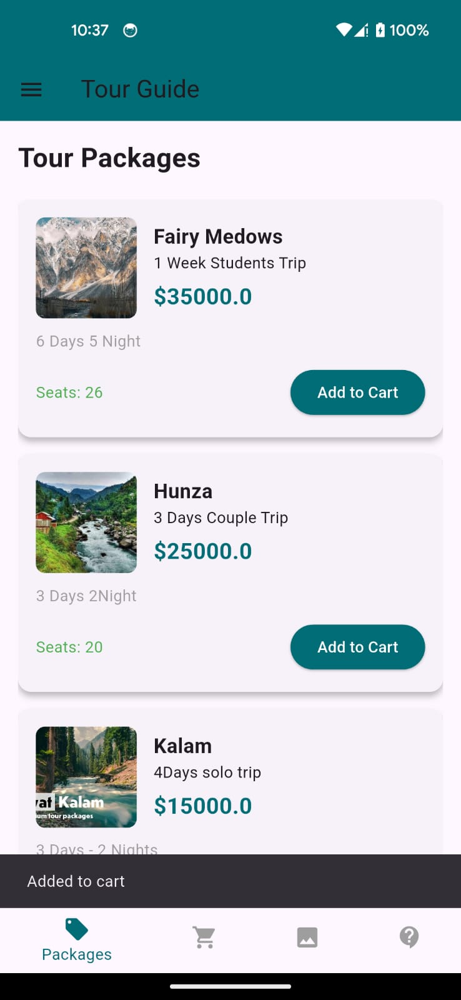 10:37
100%
Tour Guide
Tour Packages
Fairy Medows
1 Week Students Trip
$35000.0
6 Days 5 Night
Seats: 26
Add to Cart
Hunza
3 Days Couple Trip
$25000.0
3 Days 2Night
Seats: 20
Add to Cart
Kalam
4Days solo trip
$15000.0
Kalam
tour packages
3 Days - 2 Nights
Added to cart
Packages